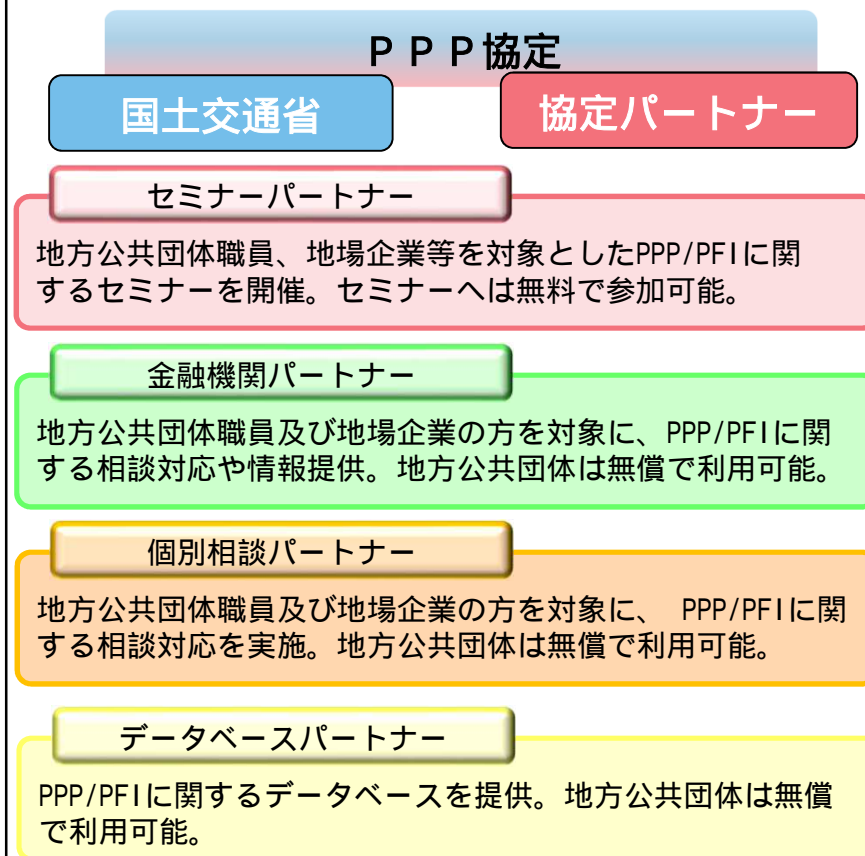 ＰＰＰ協定
国土交通省
協定パートナー
セミナーパートナー
地方公共団体職員、地場企業等を対象としたPPP/PFIに関
するセミナーを開催。セミナーへは無料で参加可能。
金融機関パートナー
地方公共団体職員及び地場企業の方を対象に、PPP/PFIに関
する相談対応や情報提供。地方公共団体は無償で利用可能。
個別相談パートナー
地方公共団体職員及び地場企業の方を対象に、 PPP/PFIに関
する相談対応を実施。地方公共団体は無償で利用可能。
データベースパートナー
PPP/PFIに関するデータベースを提供。地方公共団体は無償
で利用可能。